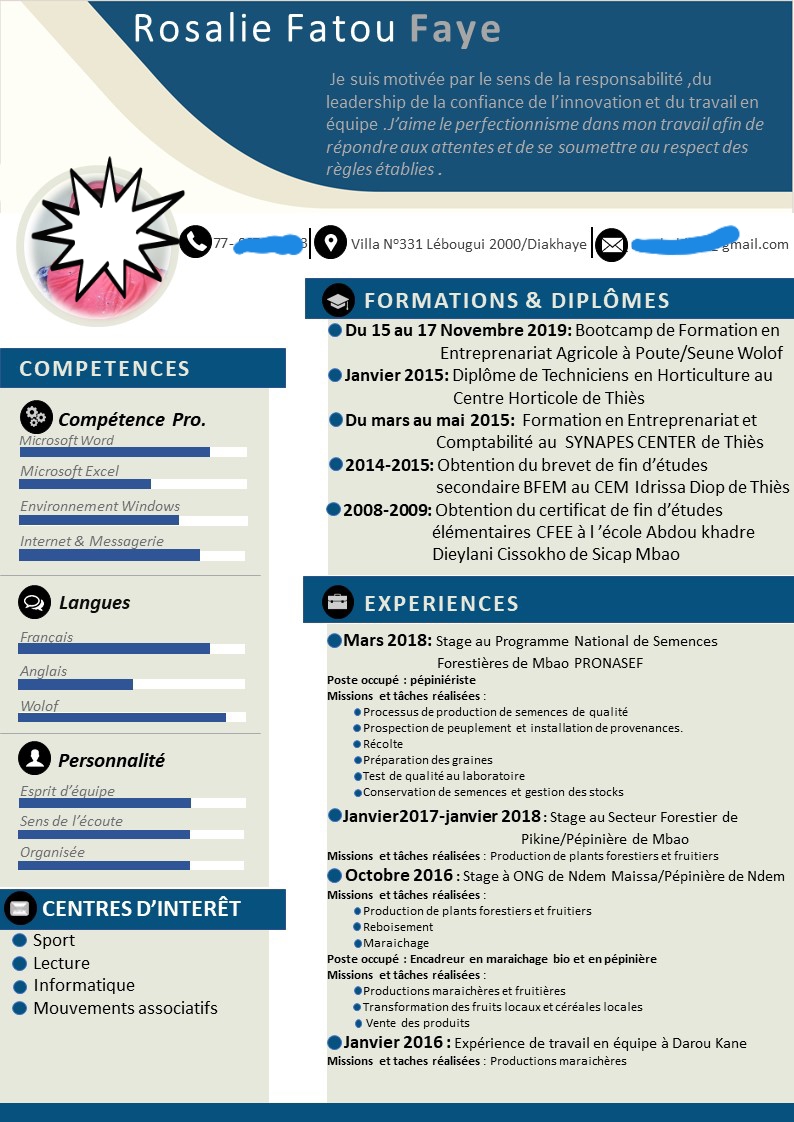 Rosalie Fatou Faye
Je suis motivée par le sens de la responsabilité ,du
leadership de la confiance de l'innovation et du travail en
équipe .J'aime le perfectionnisme dans mon travail afin de
répondre aux attentes et de se soumettre au respect des
règles établies .
77-
Villa N°331 Lébougui 2000/Diakhaye
gmail.com
COMPETENCES
Compétence Pro.
Microsoft Word
Microsoft Excel
Environnement Windows
Internet & Messagerie
Langues
Français
Anglais
Wolof
Personnalité
Esprit d'équipe
Sens de l'écoute
Organisée
CENTRES D'INTERÊT
Sport
Lecture
Informatique
Mouvements associatifs
FORMATIONS & DIPLÔMES
Du 15 au 17 Novembre 2019: Bootcamp de Formation en
Entreprenariat Agricole à Poute/Seune Wolof
Janvier 2015: Diplôme de Techniciens en Horticulture au
Centre Horticole de Thiès
Du mars au mai 2015: Formation en Entreprenariat et
Comptabilité au SYNAPES CENTER de Thiès
2014-2015: Obtention du brevet de fin d'études
secondaire BFEM au CEM Idrissa Diop de Thiès
2008-2009: Obtention du certificat de fin d'études
élémentaires CFEE à l 'école Abdou khadre
Dieylani Cissokho de Sicap Mbao
EXPERIENCES
Mars 2018: Stage au Programme National de Semences
Forestières de Mbao PRONASEF
Poste occupé : pépiniériste
Missions et tâches réalisées :
Processus de production de semences de qualité
Prospection de peuplement et installation de provenances.
Récolte
Préparation des graines
Test de qualité au laboratoire
Conservation de semences et gestion des stocks
Janvier2017-janvier 2018 : Stage au Secteur Forestier de
Pikine/Pépinière de Mbao
Missions et tâches réalisées : Production de plants forestiers et fruitiers
Octobre 2016 : Stage à ONG de Ndem Maissa/Pépinière de Ndem
Missions et tâches réalisées :
Production de plants forestiers et fruitiers
Reboisement
Maraichage
Poste occupé : Encadreur en maraichage bio et en pépinière
Missions et tâches réalisées :
Productions maraichères et fruitières
Transformation des fruits locaux et céréales locales
Vente des produits
Janvier 2016 : Expérience de travail en équipe à Darou Kane
Missions et taches réalisées : Productions maraichères